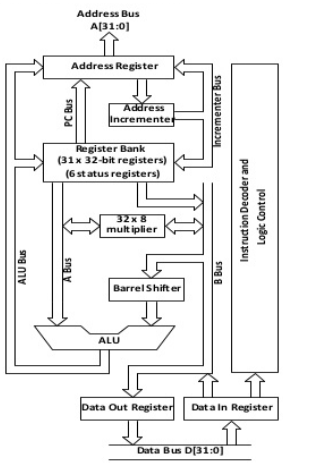 Address Bus
A[31:0]
Address Register
PC Bus
Address
Incrementer
Incrementer Bus
Register Bank
(31 x 32-bit registers)
(6 status registers)
Instruction Decoder and
Logic Control
32 x 8
multiplier
ALU Bus
A Bus
B Bus
Barrel Shifter
ALU
Data Out Register
Data In Register
Data Bus D[31:0]